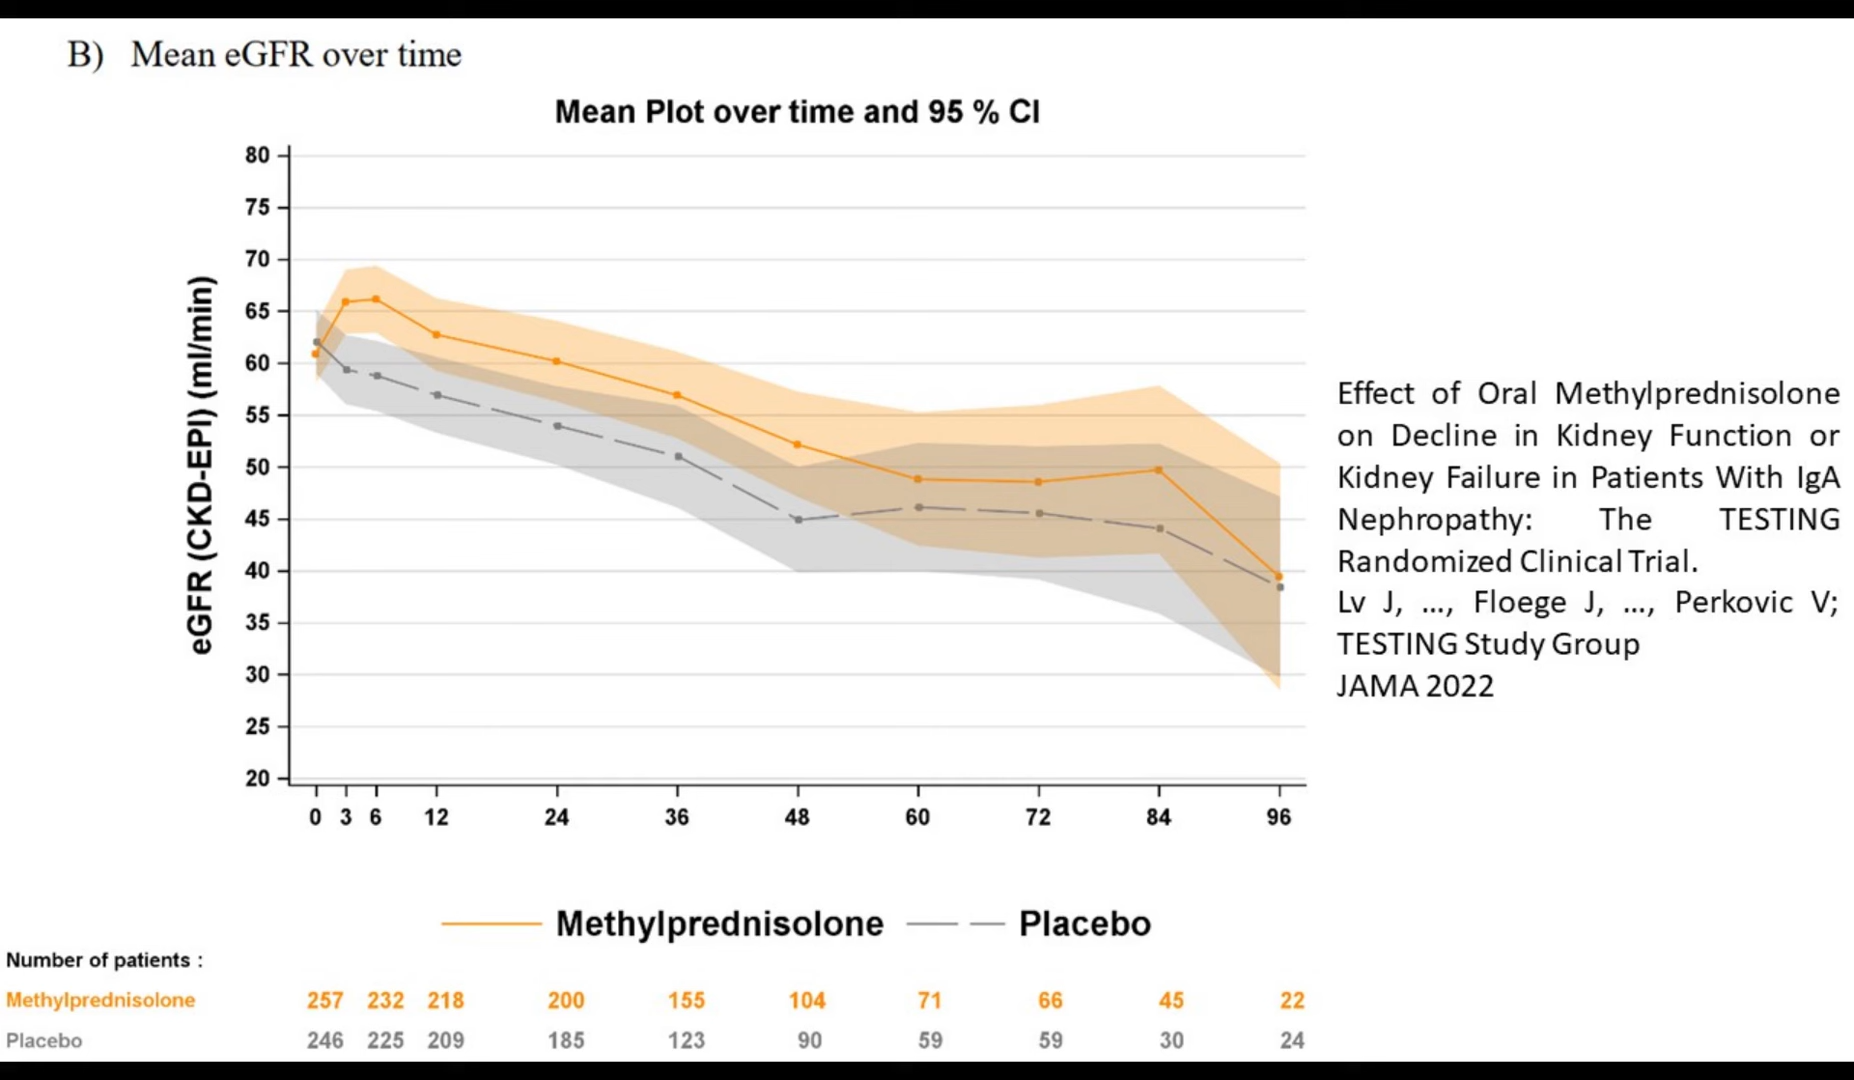 B) Mean eGFR over time
Mean Plot over time and 95 % CI
80
75
70
65
60
55
50
45
40
35
30
25
20
eGFR (CKD-EPI) (ml/min)
0 3 6 12 24 36 48 60 72 84 96
Methylprednisolone Placebo
Number of patients :
Methylprednisolone 257 232 218 200 155 104 71 66 45 22
Placebo 246 225 209 185 123 90 59 59 30 24
Effect of Oral Methylprednisolone
on Decline in Kidney Function or
Kidney Failure in Patients With IgA
Nephropathy: The TESTING
Randomized Clinical Trial.
Lv J, ..., Floege J, ..., Perkovic V;
TESTING Study Group
JAMA 2022